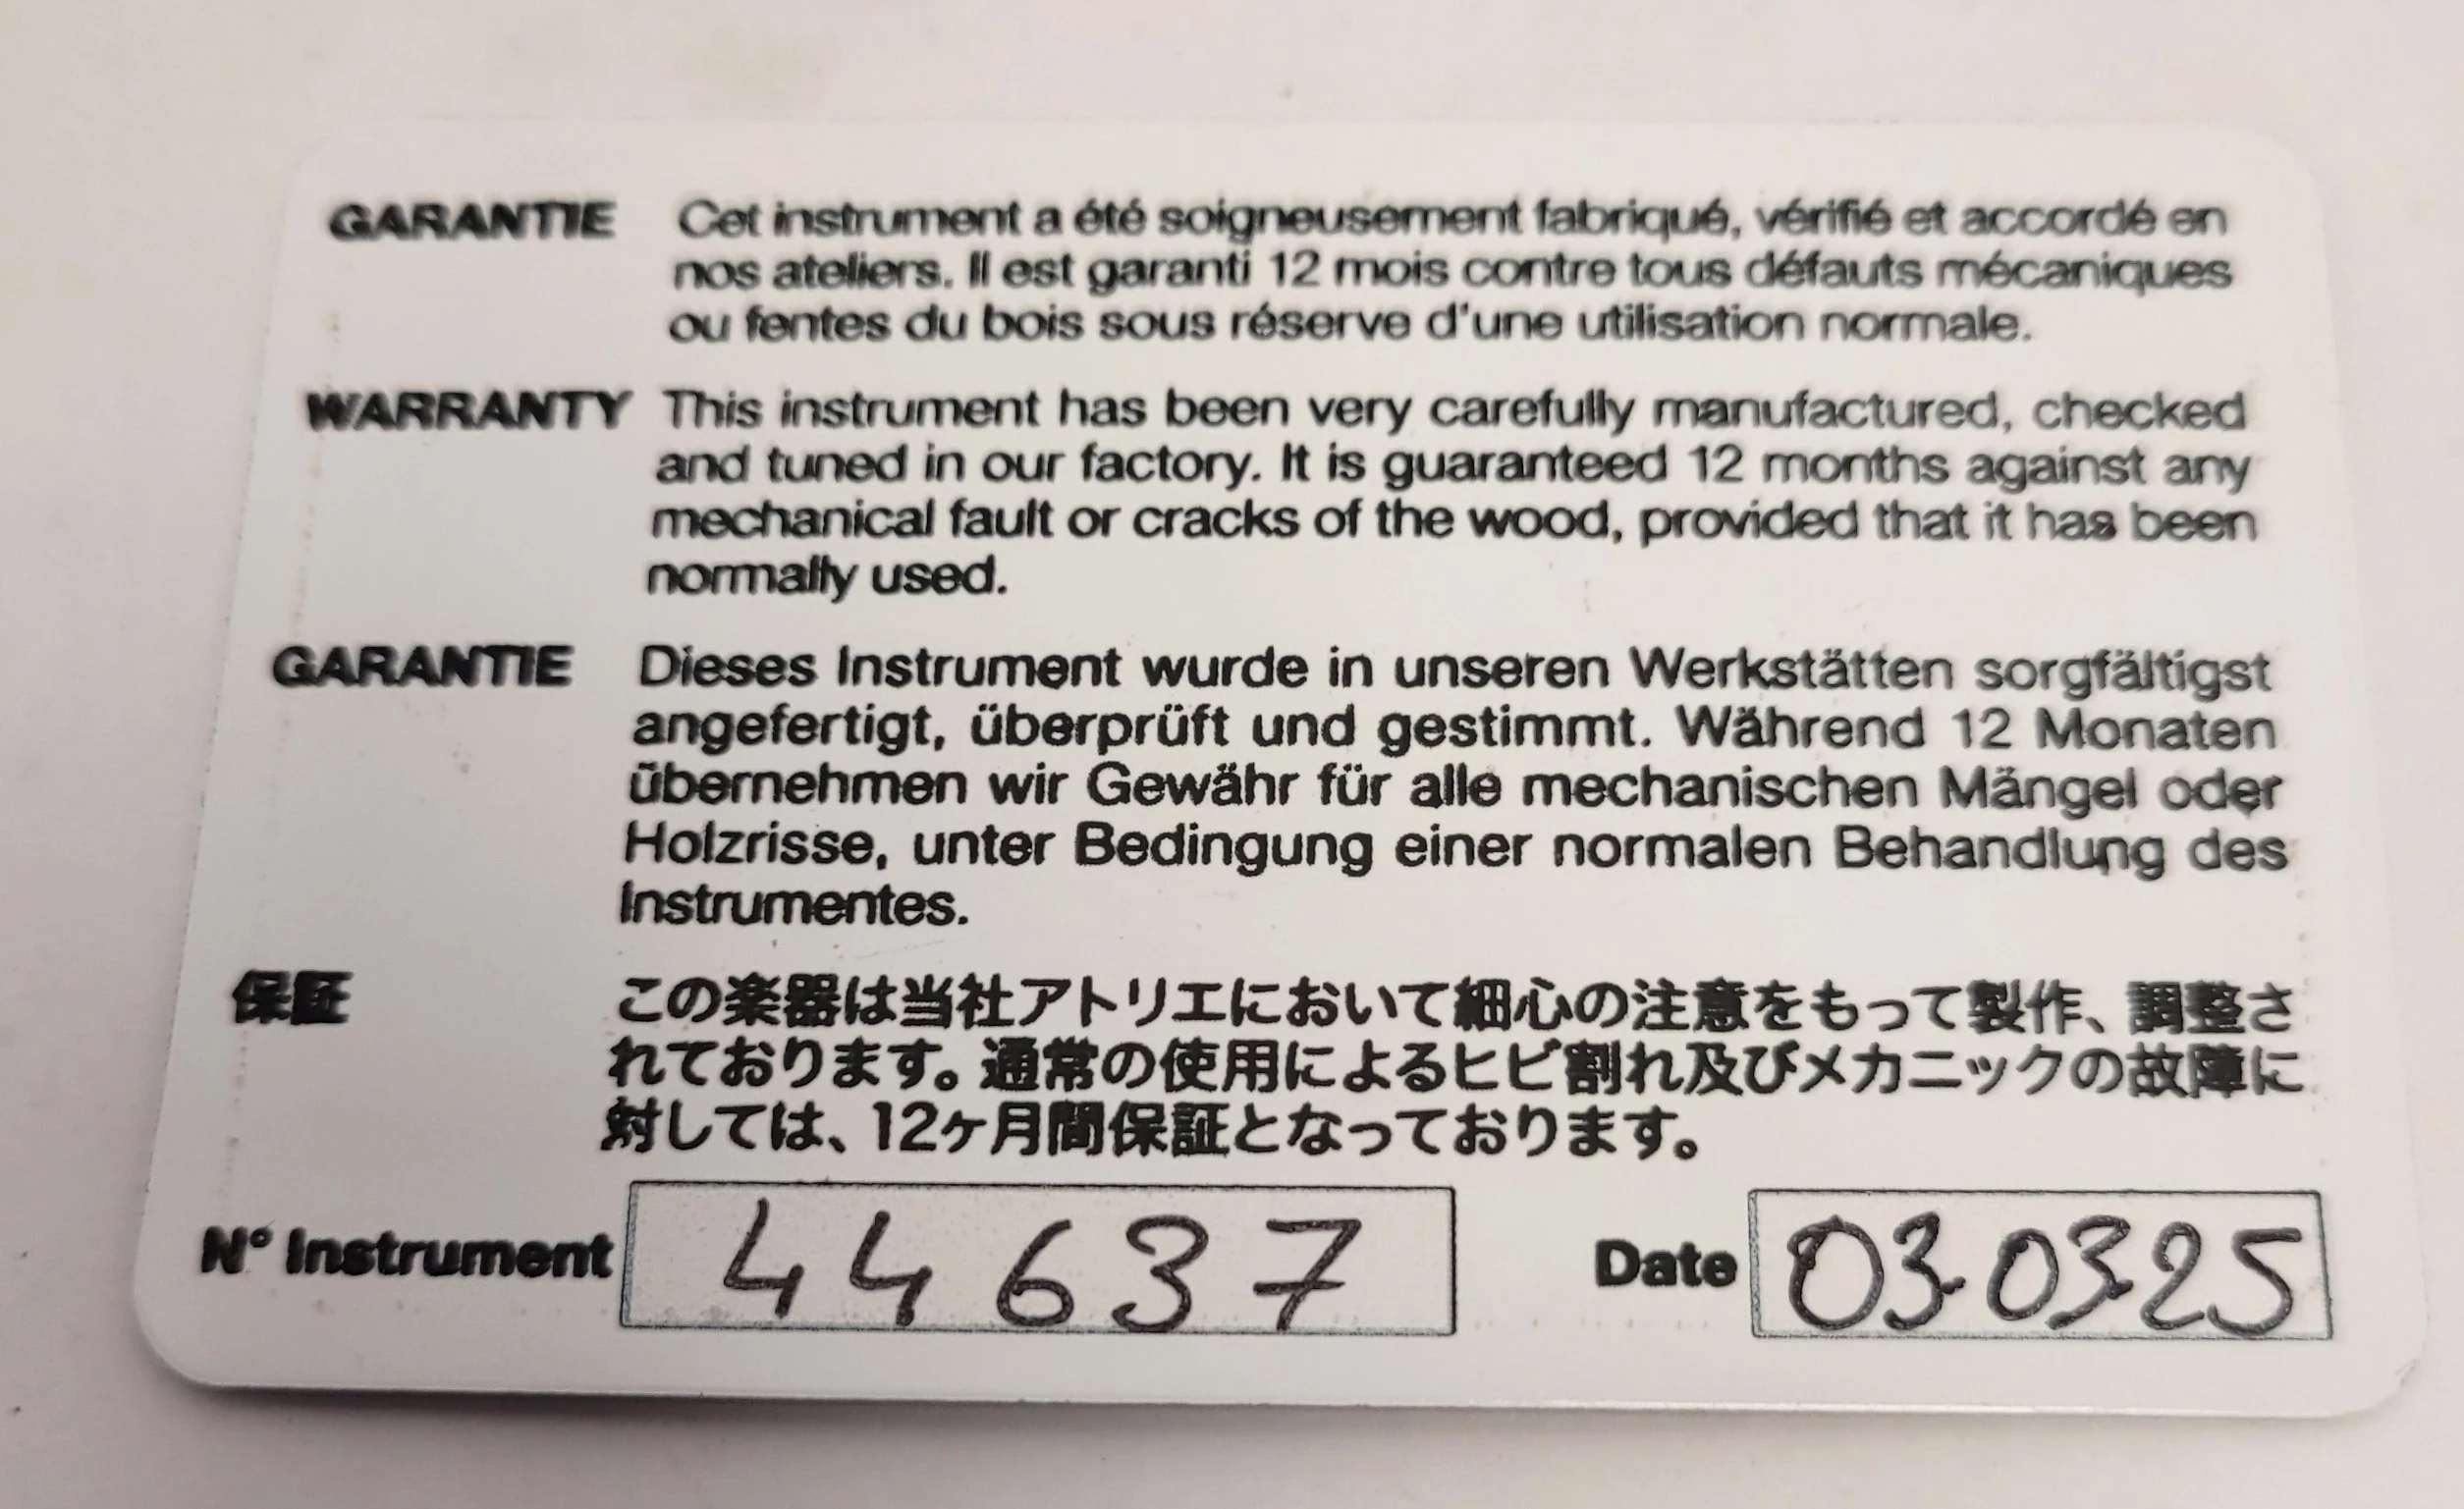 GARANTIE Cet instrument a été soigneusement fabriqué, vérifié et accordé en
nos ateliers. Il est garanti 12 mois contre tous défauts mécaniques
ou fentes du bois sous réserve d'une utilisation normale.
WARRANTY This instrument has been very carefully manufactured, checked
and tuned in our factory. It is guaranteed 12 months against any
mechanical fault or cracks of the wood, provided that it has been
normally used.
GARANTIE Dieses Instrument wurde in unseren Werkstätten sorgfältigst
angefertigt, überprüft und gestimmt. Während 12 Monaten
übernehmen wir Gewähr für alle mechanischen Mängel oder
Holzrisse, unter Bedingung einer normalen Behandlung des
Instrumentes.
保証 この楽器は当社アトリエにおいて細心の注意をもって製作、調整さ
れております。通常の使用によるヒビ割れ及びメカニックの故障に
対しては、12ヶ月間保証となっております。
N° Instrument 44637 Date 03-03-25